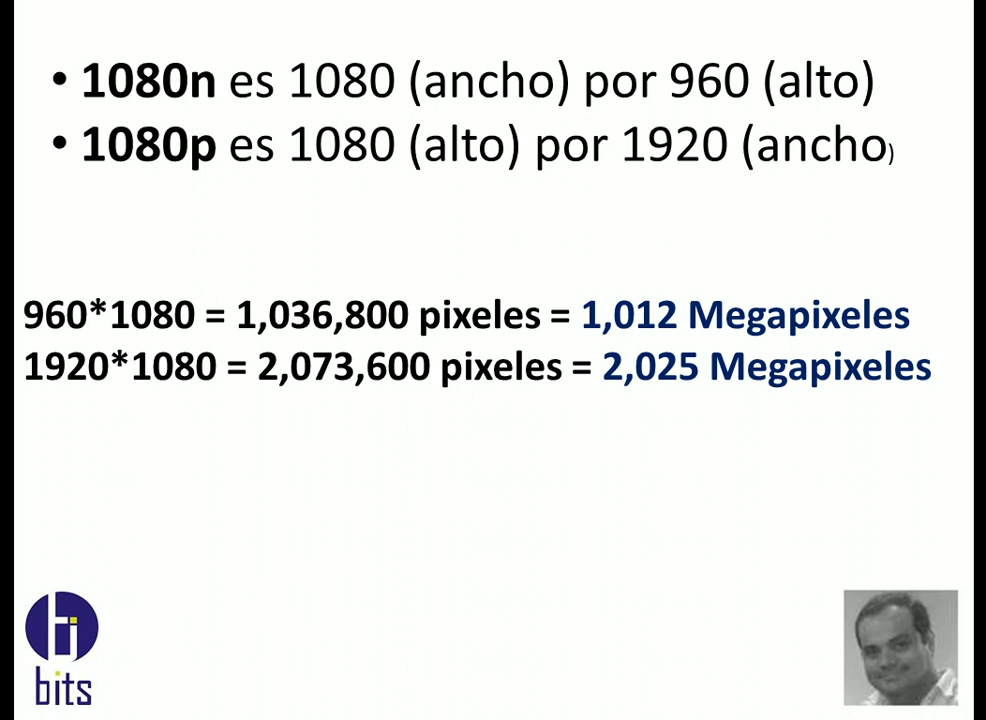 • 1080n es 1080 (ancho) por 960 (alto)
• 1080p es 1080 (alto) por 1920 (ancho)
960*1080 = 1,036,800 pixeles = 1,012 Megapixeles
1920*1080 = 2,073,600 pixeles = 2,025 Megapixeles
bits